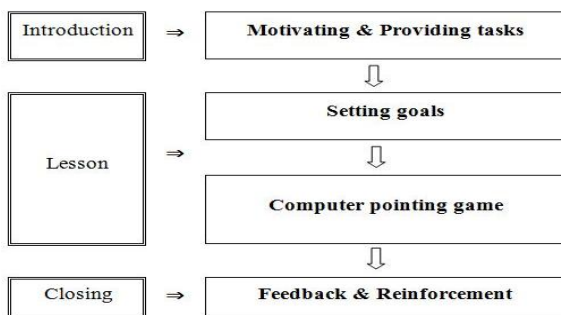 Introduction ⇒ Motivating & Providing tasks
Setting goals
Lesson ⇒
Computer pointing game
Closing ⇒ Feedback & Reinforcement